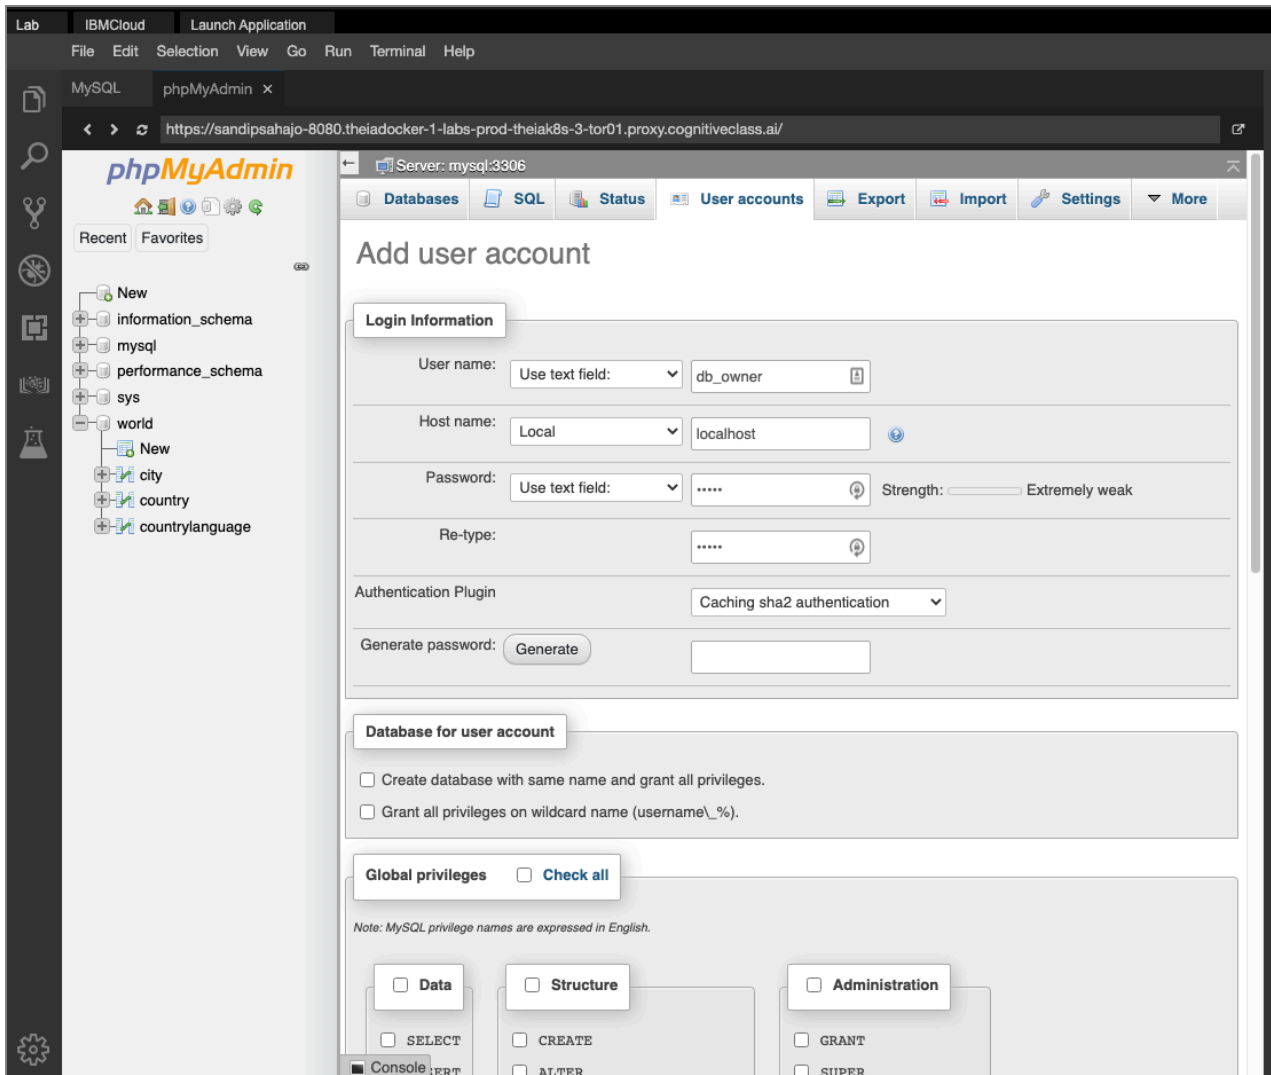 Lab IBMCloud Launch Application
File Edit Selection View Go Run Terminal Help
MySQL phpMyAdmin ×
https://sandipsahajo-8080.theiadocker-1-labs-prod-theiak8s-3-tor01.proxy.cognitiveclass.ai/
phpMyAdmin
Recent Favorites
New
information_schema
mysql
performance_schema
sys
world
New
city
country
countrylanguage
Server: mysql:3306
Databases SQL Status User accounts Export Import Settings More
Add user account
Login Information
User name: Use text field: db_owner
Host name: Local localhost
Password: Use text field: ••••• Strength: Extremely weak
Re-type: •••••
Authentication Plugin Caching sha2 authentication
Generate password: Generate
Database for user account
Create database with same name and grant all privileges.
Grant all privileges on wildcard name (username\_%).
Global privileges Check all
Note: MySQL privilege names are expressed in English.
Data Structure Administration
SELECT CREATE GRANT
Console ALTER SUPER